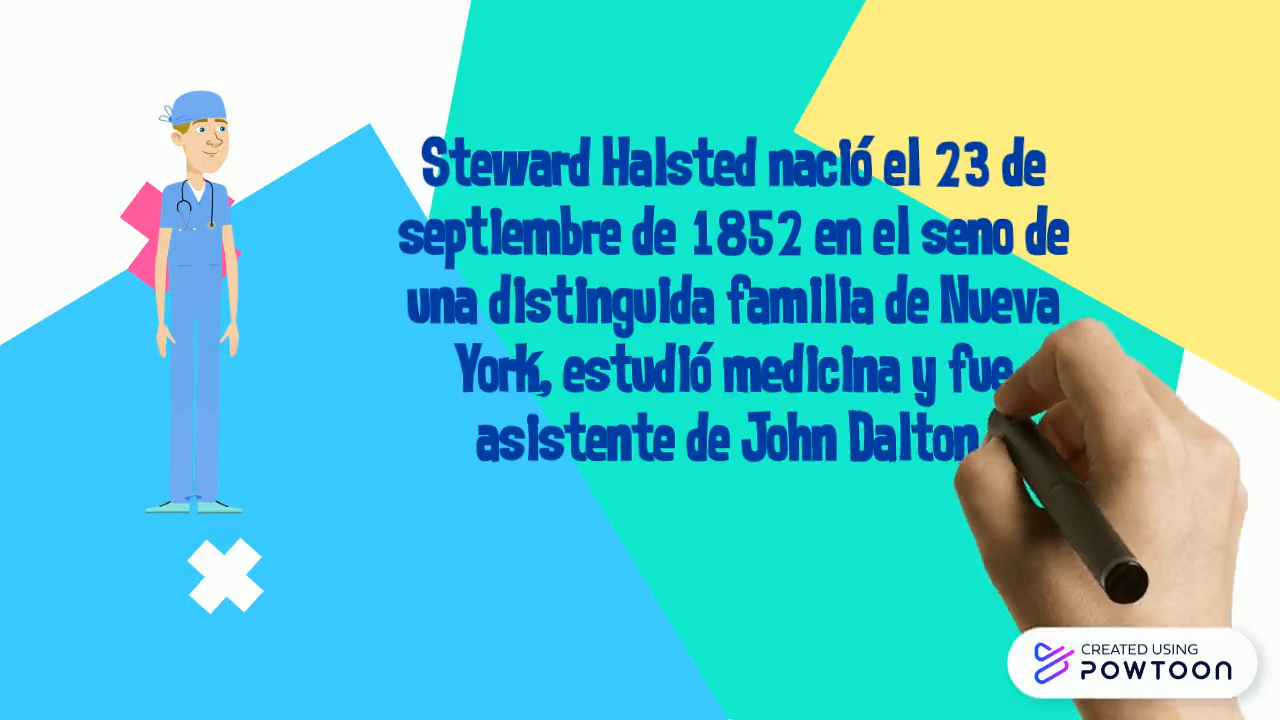 Steward Halsted nació el 23 de
septiembre de 1852 en el seno de
una distinguida familia de Nueva
York, estudió medicina y fue
asistente de John Dalton
CREATED USING
POWTOON